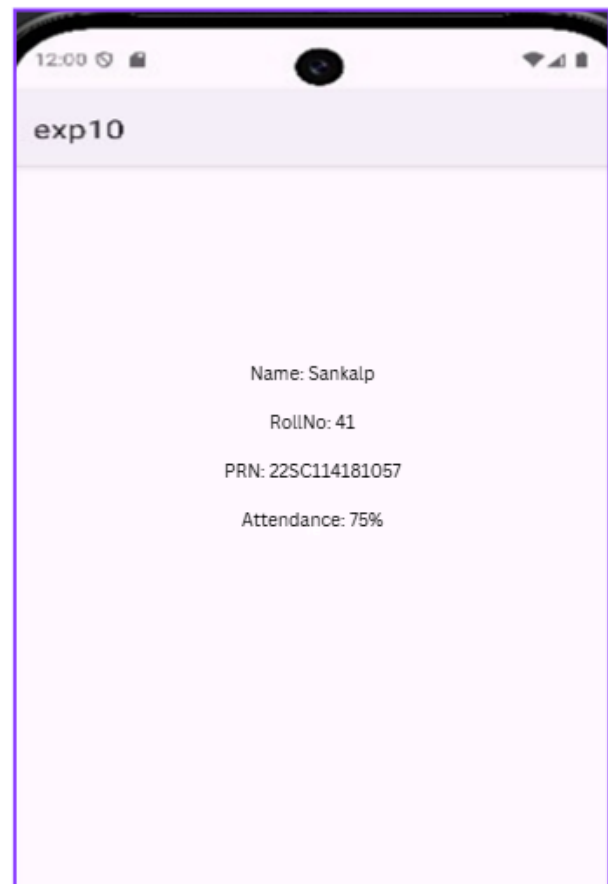 12:00
exp10
Name: Sankalp
RollNo: 41
PRN: 22SC114181057
Attendance: 75%